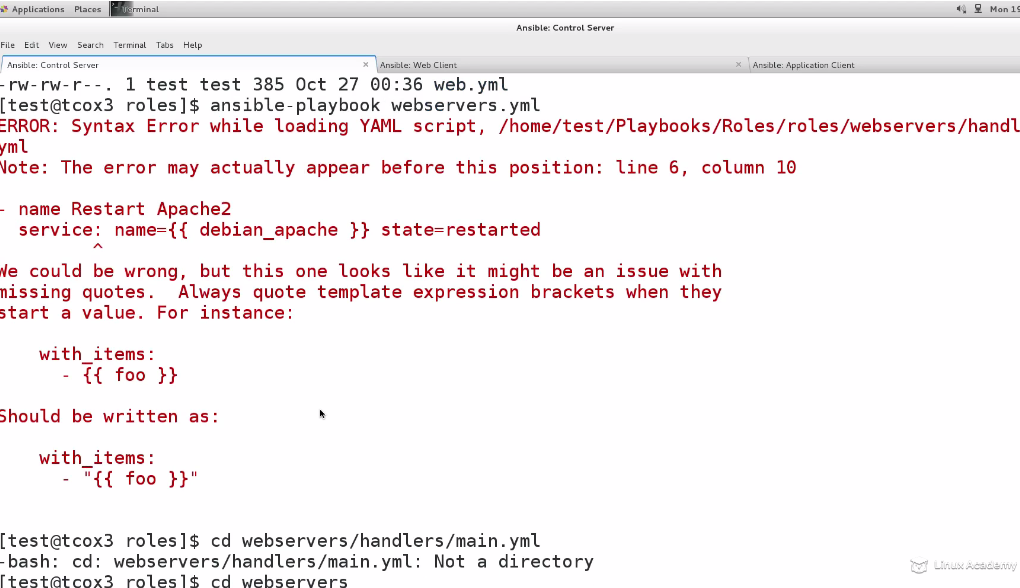 Applications Places Terminal Mon 19
Ansible: Control Server
File Edit View Search Terminal Tabs Help
Ansible: Control Server × Ansible: Web Client × Ansible: Application Client
-rw-rw-r--. 1 test test 385 Oct 27 00:36 web.yml
[test@tcox3 roles]$ ansible-playbook webservers.yml
ERROR: Syntax Error while loading YAML script, /home/test/Playbooks/Roles/roles/webservers/handl
yml
Note: The error may actually appear before this position: line 6, column 10
- name Restart Apache2
service: name={{ debian_apache }} state=restarted
^
We could be wrong, but this one looks like it might be an issue with
missing quotes.  Always quote template expression brackets when they
start a value. For instance:
with_items:
- {{ foo }}
Should be written as:
with_items:
- "{{ foo }}"
[test@tcox3 roles]$ cd webservers/handlers/main.yml
-bash: cd: webservers/handlers/main.yml: Not a directory
[test@tcox3 roles]$ cd webservers
Linux Academy